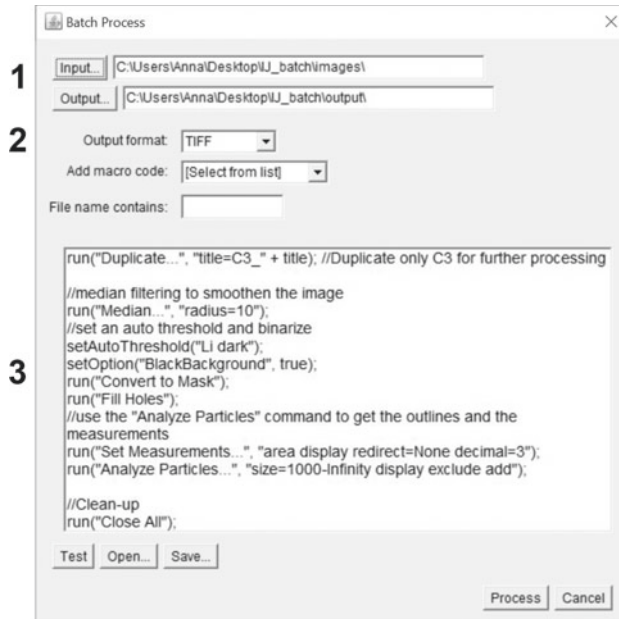 Batch Process
1
Input... C:\Users\Anna\Desktop\IJ_batch\images\
Output... C:\Users\Anna\Desktop\IJ_batch\output\
2
Output format: TIFF
Add macro code: [Select from list]
File name contains:
3
run("Duplicate...", "title=C3_" + title); //Duplicate only C3 for further processing
//median filtering to smoothen the image
run("Median...", "radius=10");
//set an auto threshold and binarize
setAutoThreshold("Li dark");
setOption("BlackBackground", true);
run("Convert to Mask");
run("Fill Holes");
//use the "Analyze Particles" command to get the outlines and the
measurements
run("Set Measurements...", "area display redirect=None decimal=3");
run("Analyze Particles...", "size=1000-Infinity display exclude add");
//Clean-up
run("Close All");
Test Open... Save...
Process Cancel